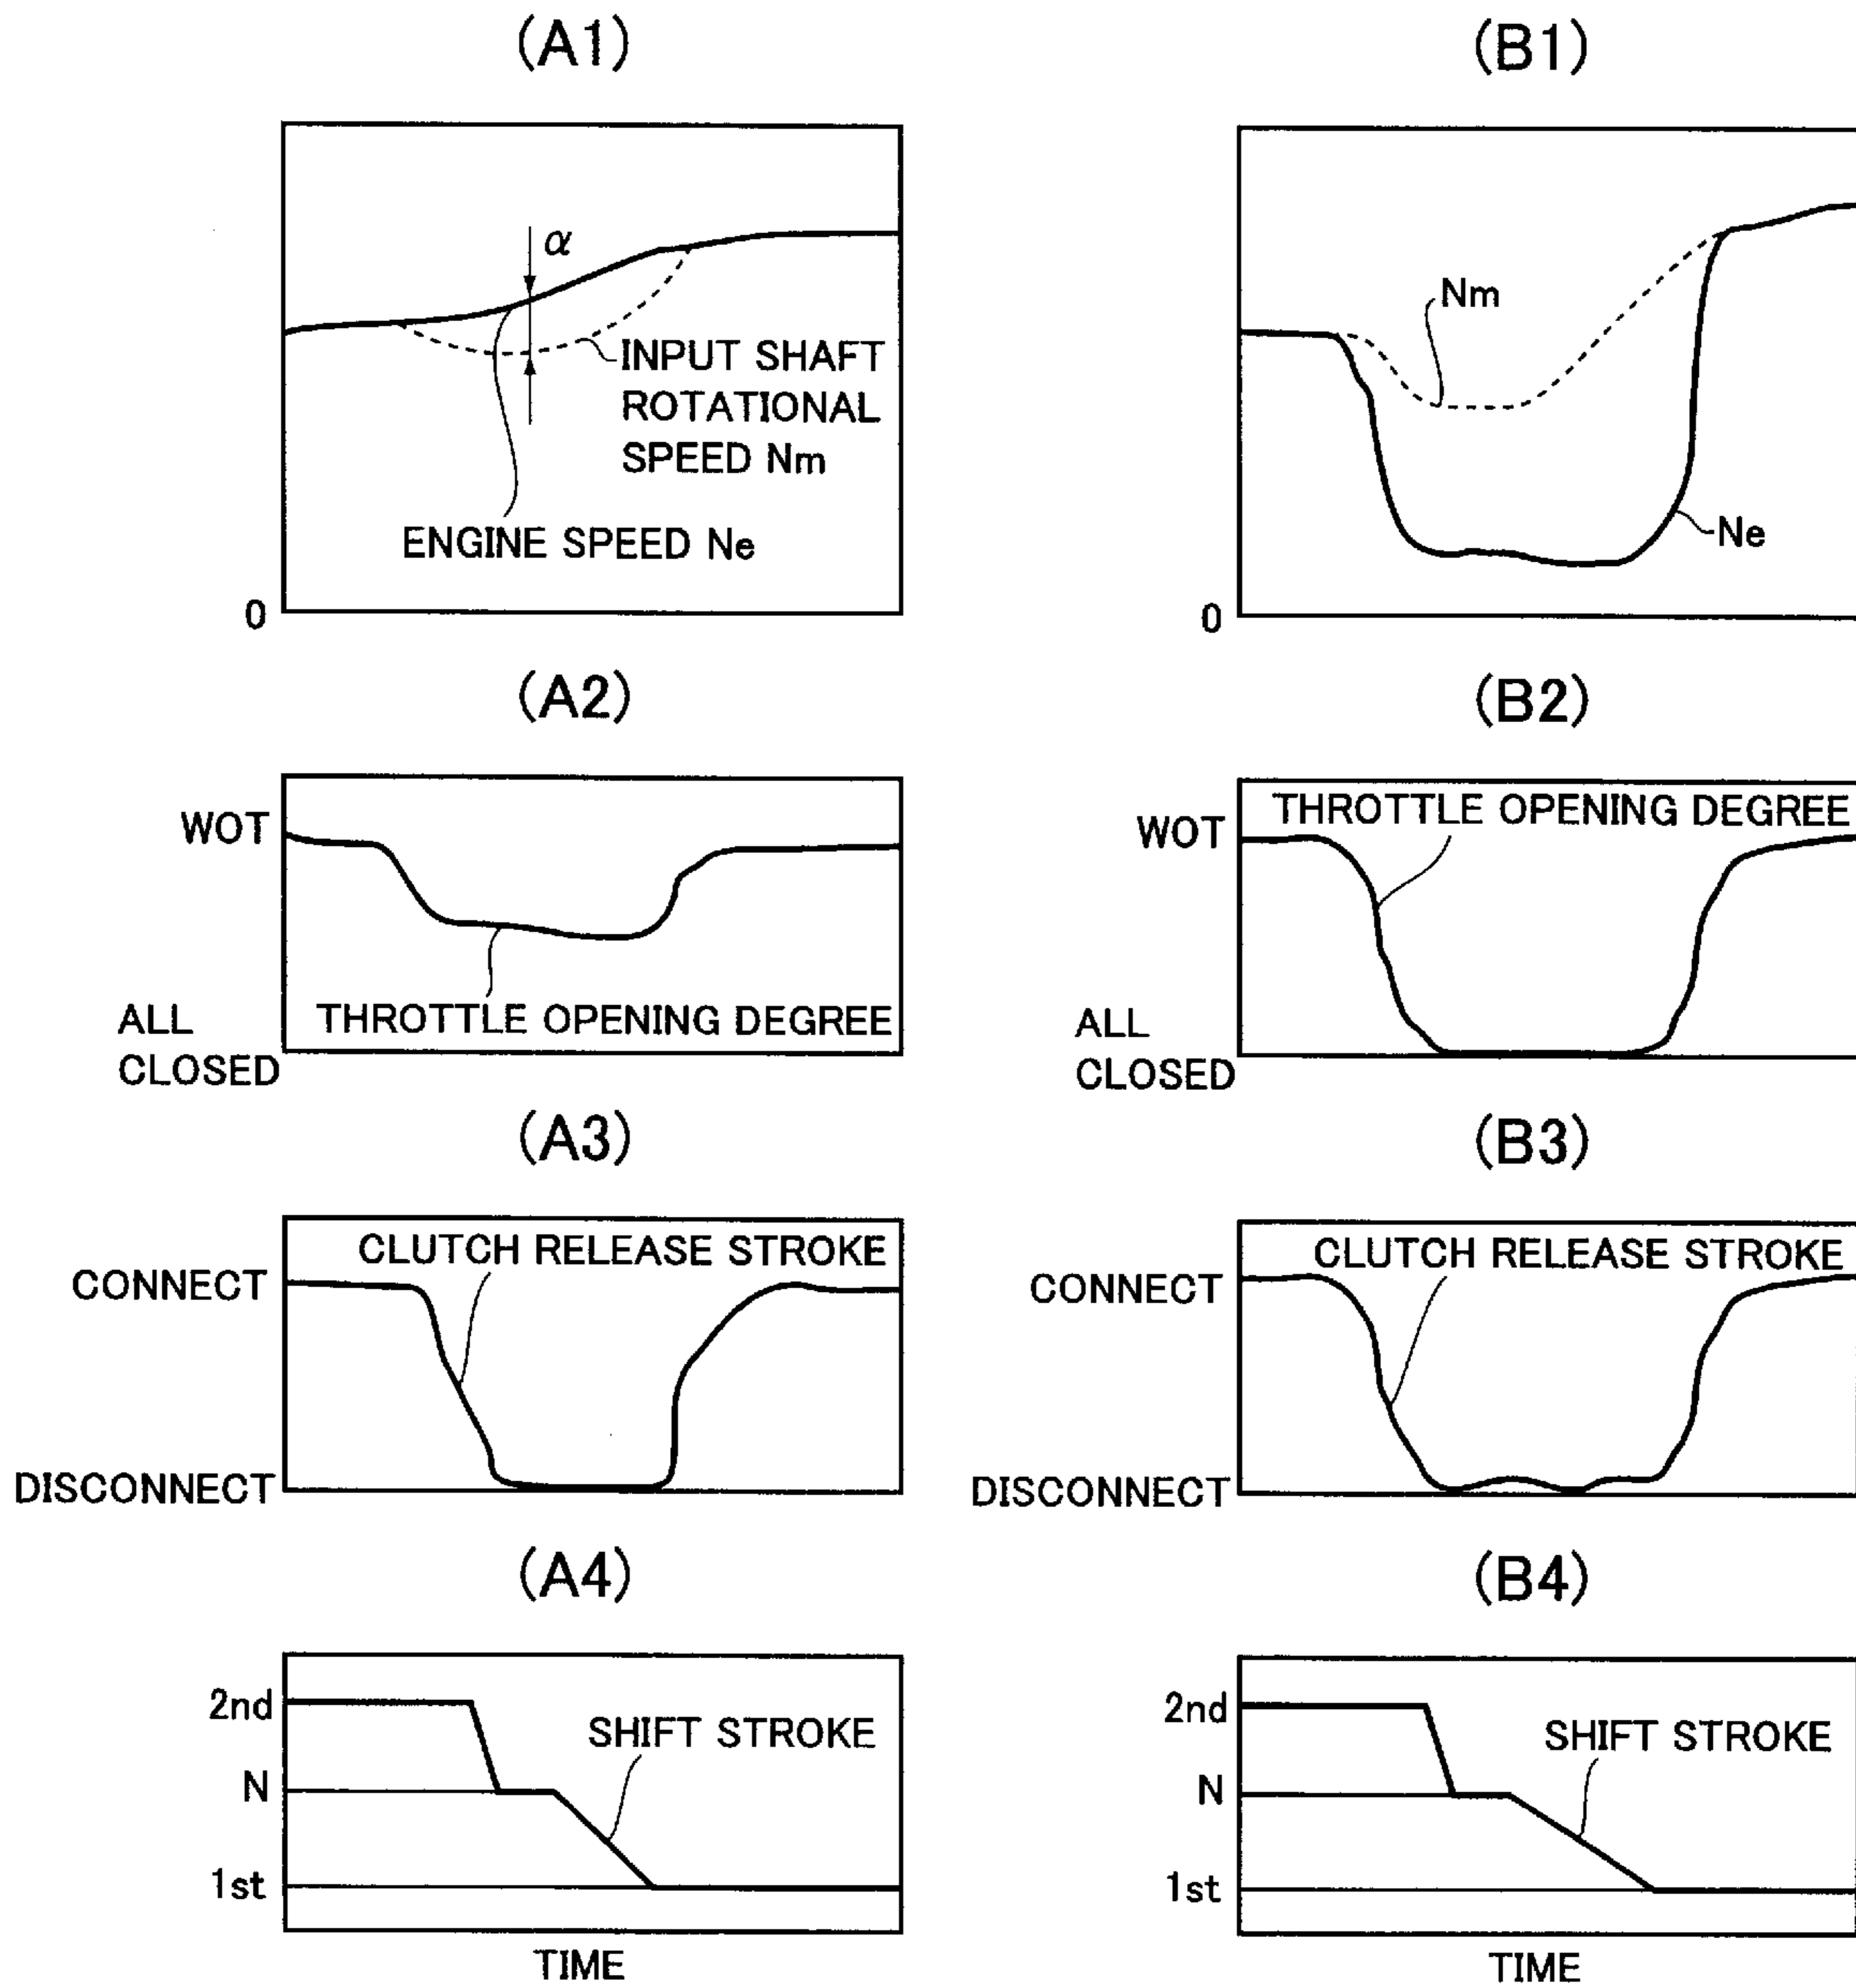 (A1)
α
INPUT SHAFT
ROTATIONAL
SPEED Nm
ENGINE SPEED Ne
0
(A2)
WOT
ALL
CLOSED
THROTTLE OPENING DEGREE
(A3)
CLUTCH RELEASE STROKE
CONNECT
DISCONNECT
(A4)
2nd
SHIFT STROKE
N
1st
TIME
(B1)
Nm
Ne
0
(B2)
THROTTLE OPENING DEGREE
WOT
ALL
CLOSED
(B3)
CLUTCH RELEASE STROKE
CONNECT
DISCONNECT
(B4)
2nd
SHIFT STROKE
N
1st
TIME